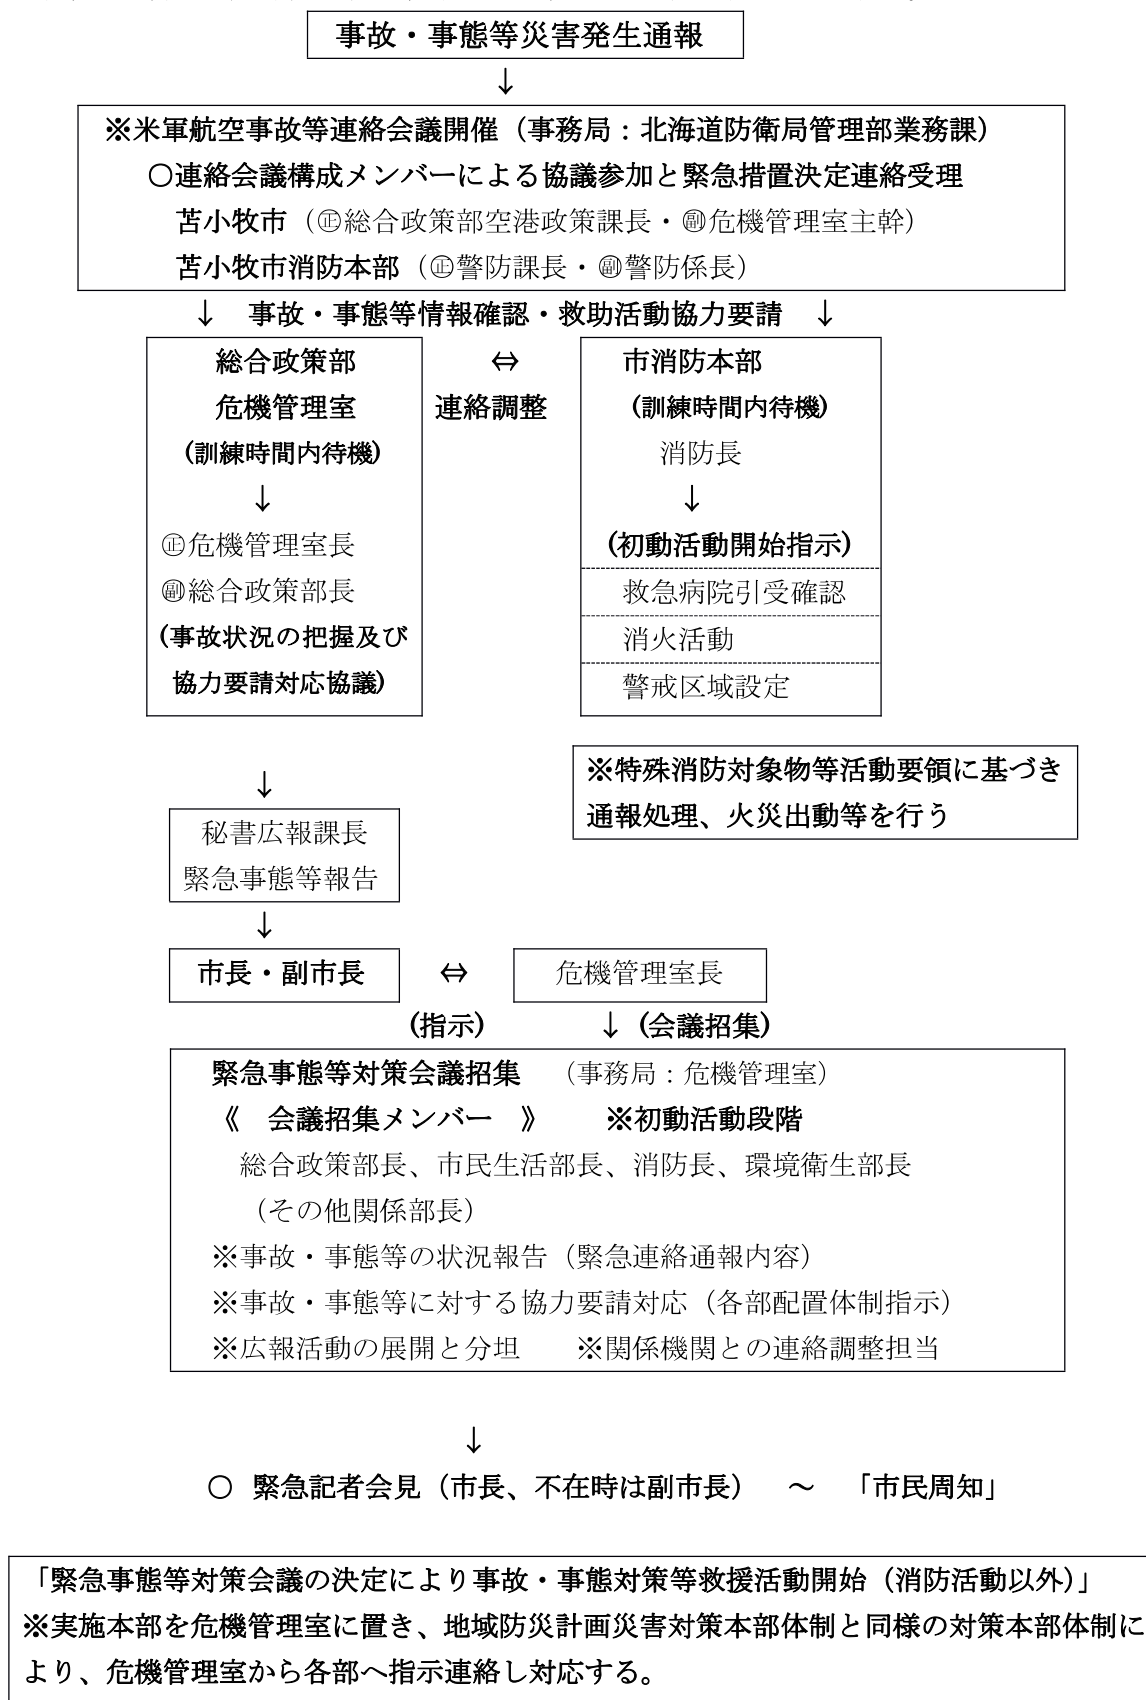 事故・事態等災害発生通報
↓
※米軍航空事故等連絡会議開催（事務局：北海道防衛局管理部業務課）
○連絡会議構成メンバーによる協議参加と緊急措置決定連絡受理
苫小牧市（㊣総合政策部空港政策課長・㊙危機管理室主幹）
苫小牧市消防本部（㊣警防課長・副警防係長）
↓　事故・事態等情報確認・救助活動協力要請　↓
総合政策部
危機管理室
(訓練時間内待機)
↓
㊣危機管理室長
副総合政策部長
(事故状況の把握及び
協力要請対応協議)
⇔
連絡調整
市消防本部
(訓練時間内待機)
消防長
↓
(初動活動開始指示)
救急病院引受確認
消火活動
警戒区域設定
※特殊消防対象物等活動要領に基づき
通報処理、火災出動等を行う
↓
秘書広報課長
緊急事態等報告
↓
市長・副市長　⇔　危機管理室長
(指示)　↓（会議招集）
緊急事態等対策会議招集　（事務局：危機管理室）
《　会議招集メンバー　》　※初動活動段階
総合政策部長、市民生活部長、消防長、環境衛生部長
（その他関係部長）
※事故・事態等の状況報告（緊急連絡通報内容）
※事故・事態等に対する協力要請対応（各部配置体制指示）
※広報活動の展開と分坦　※関係機関との連絡調整担当
↓
○ 緊急記者会見（市長、不在時は副市長）　～　「市民周知」
「緊急事態等対策会議の決定により事故・事態対策等救援活動開始（消防活動以外）」
※実施本部を危機管理室に置き、地域防災計画災害対策本部体制と同様の対策本部体制に
より、危機管理室から各部へ指示連絡し対応する。